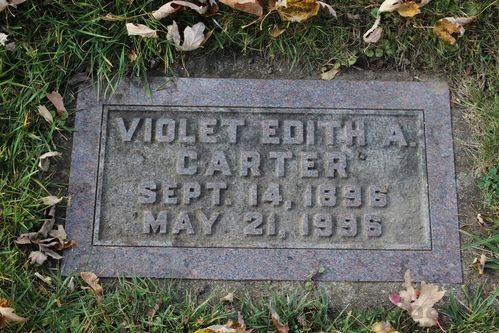 VIOLET EDITH A.
CARTER
SEPT. 14, 1896
MAY 21, 1995